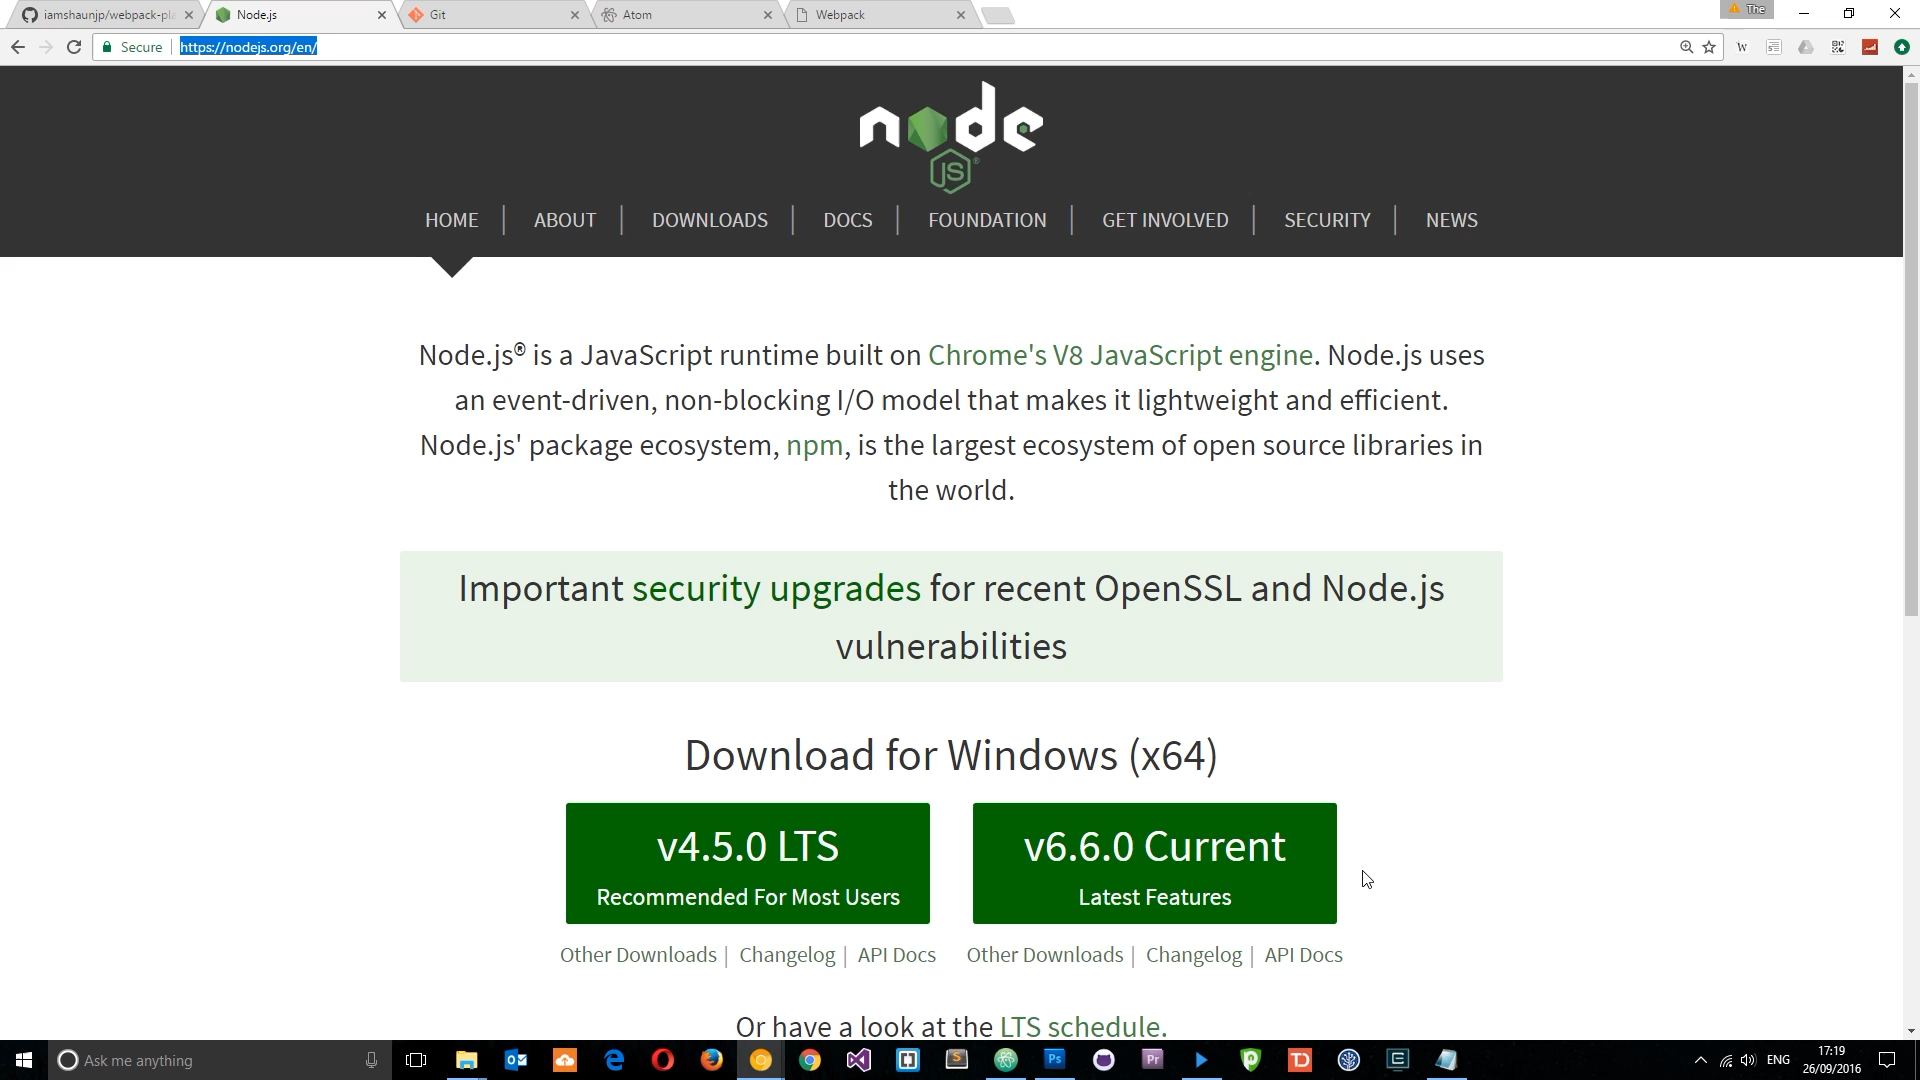 iamshaunjp/webpack-pla
Node.js
Git
Atom
Webpack
The
Secure
https://nodejs.org/en/
node
JS
HOME
ABOUT
DOWNLOADS
DOCS
FOUNDATION
GET INVOLVED
SECURITY
NEWS
Node.js® is a JavaScript runtime built on Chrome's V8 JavaScript engine. Node.js uses
an event-driven, non-blocking I/O model that makes it lightweight and efficient.
Node.js' package ecosystem, npm, is the largest ecosystem of open source libraries in
the world.
Important security upgrades for recent OpenSSL and Node.js
vulnerabilities
Download for Windows (x64)
v4.5.0 LTS
Recommended For Most Users
v6.6.0 Current
Latest Features
Other Downloads | Changelog | API Docs
Other Downloads | Changelog | API Docs
Or have a look at the LTS schedule.
Ask me anything
ENG
17:19
26/09/2016